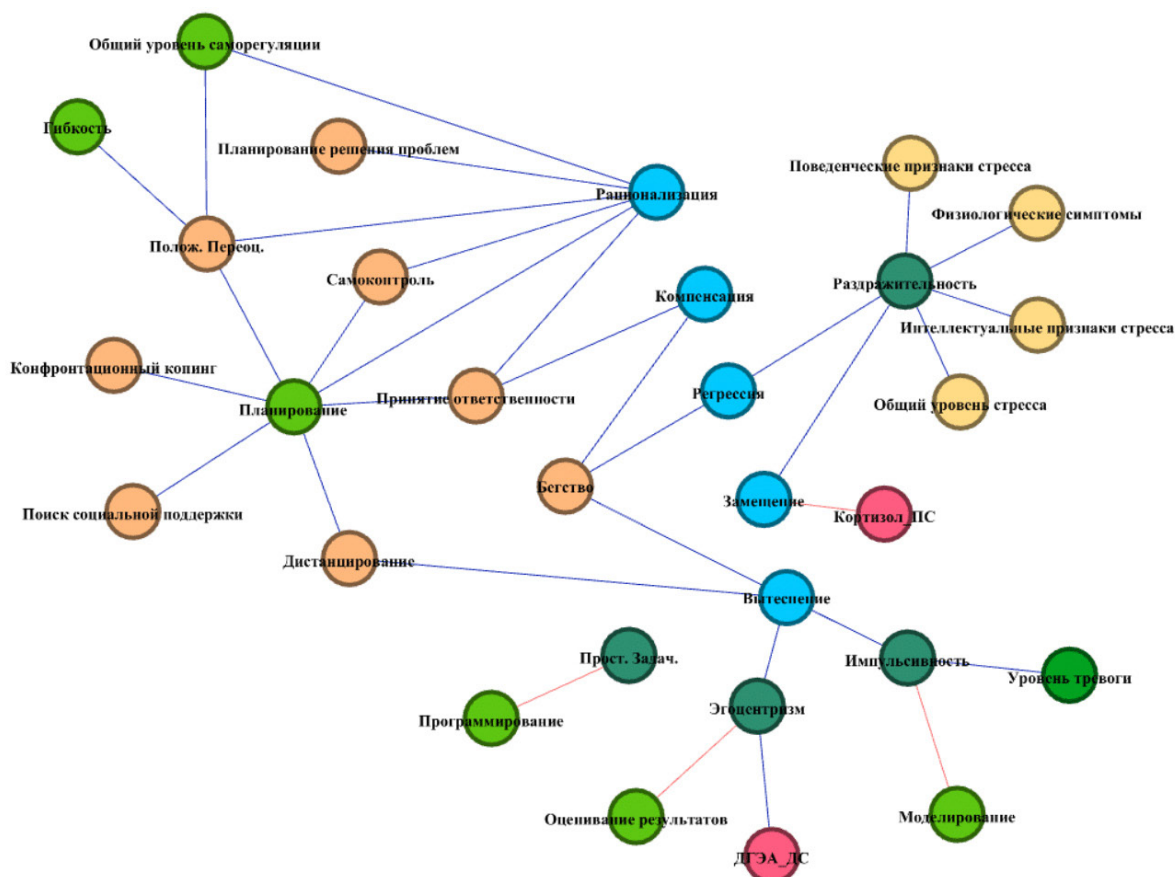 Общий уровень саморегуляции
Гибкость
Планирование решения проблем
Поведенческие признаки стресса
Рационализация
Физиологические симптомы
Полож. Переоц.
Самоконтроль
Раздражительность
Компенсация
Интеллектуальные признаки стресса
Конфронтационный копинг
Регрессия
Принятие ответственности
Общий уровень стресса
Планирование
Бегство
Замещение
Поиск социальной поддержки
Кортизол_ПС
Дистанцирование
Вытеснение
Прост. Задач.
Импульсивность
Уровень тревоги
Эгоцентризм
Программирование
Оценивание результатов
Моделирование
ДГЭА_ДС